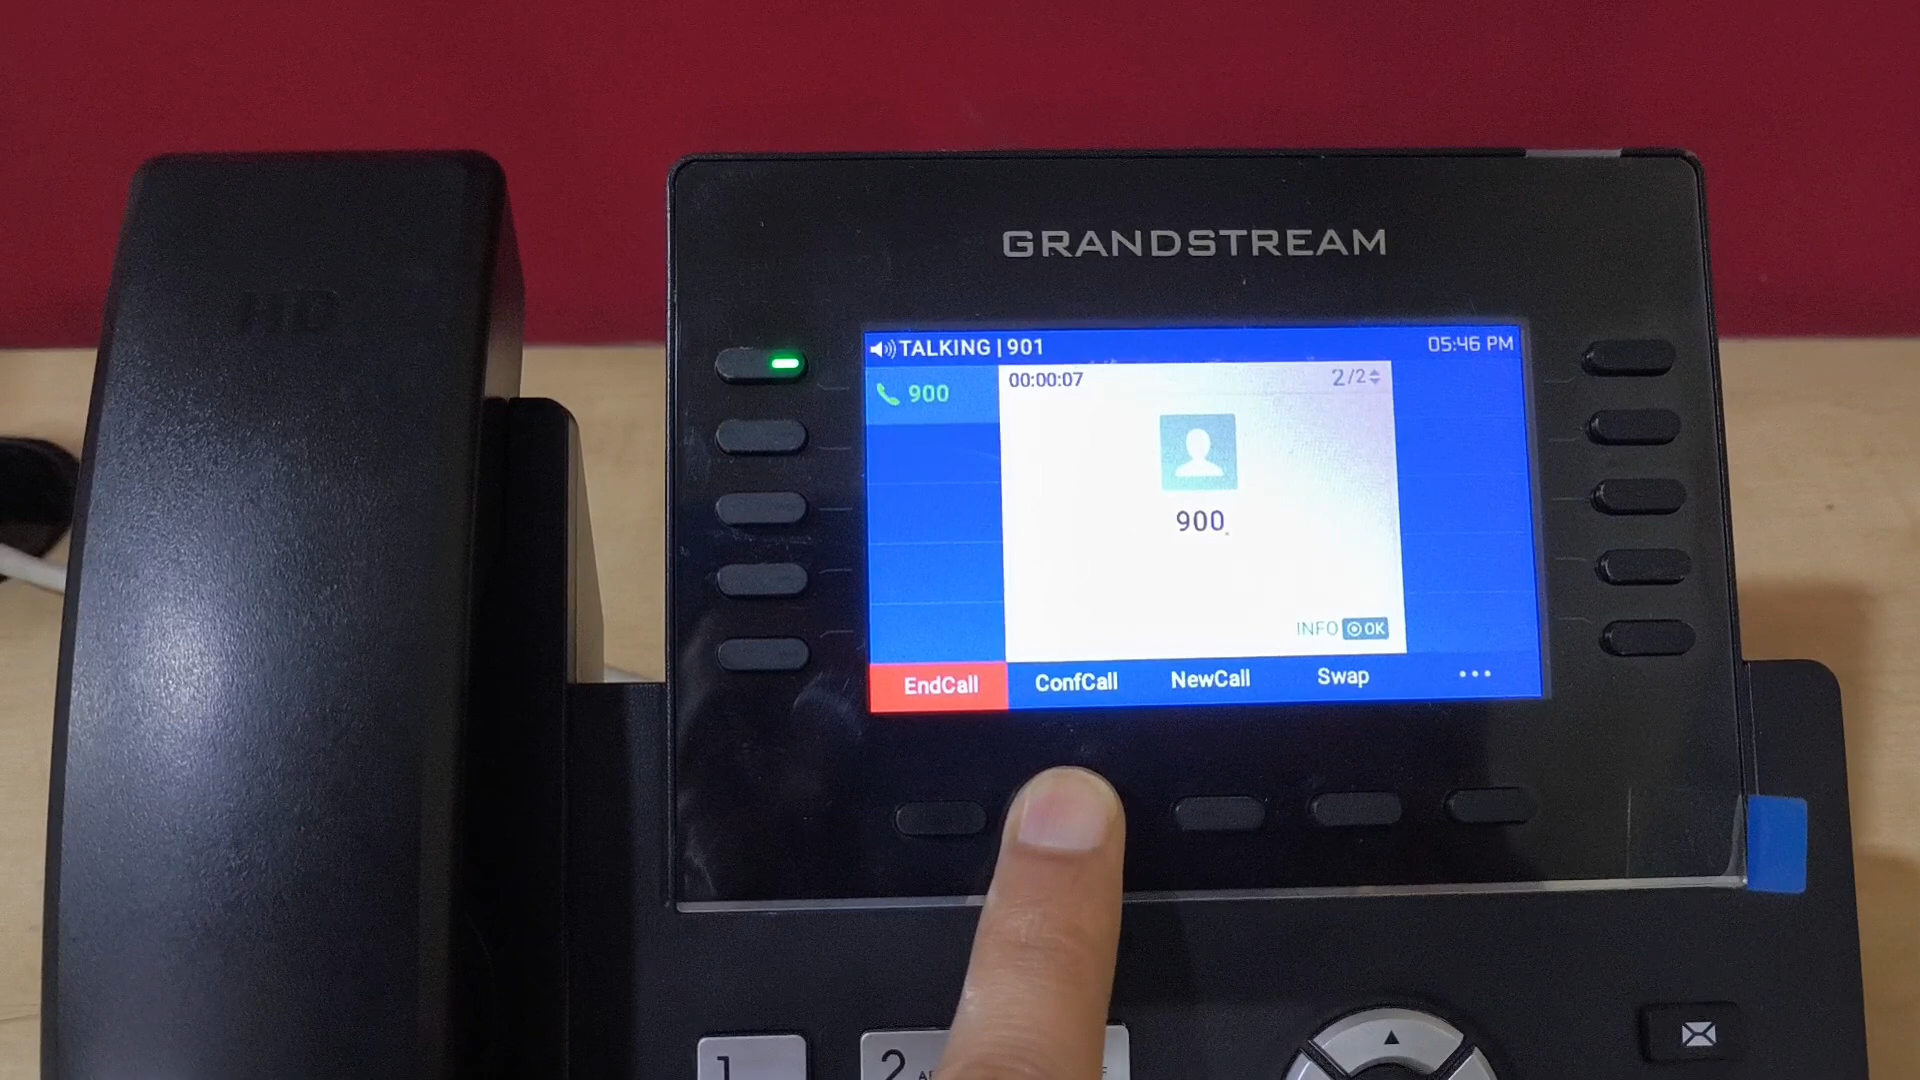 HD
GRANDSTREAM
TALKING | 901
05:46 PM
900
00:00:07
2/2
900
INFO OK
EndCall
ConfCall
NewCall
Swap
...
1
2